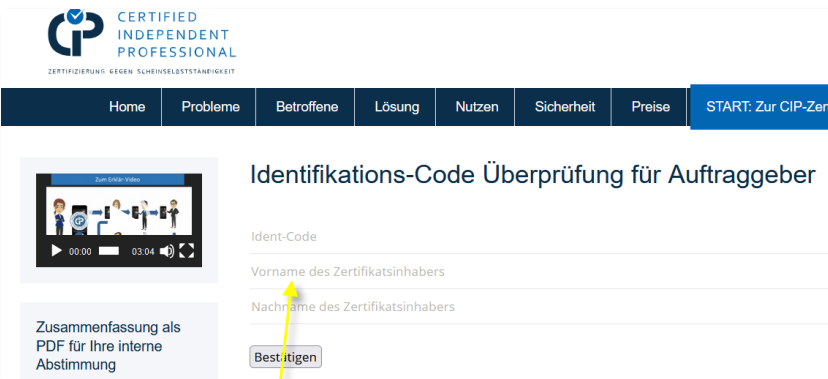 CERTIFIED
INDEPENDENT
PROFESSIONAL
ZERTIFIZIERUNG GEGEN SCHEINSELBSTSTÄNDIGKEIT
Home Probleme Betroffene Lösung Nutzen Sicherheit Preise START: Zur CIP-Zer
Zum Erklär-Video
00:00 03:04
Identifikations-Code Überprüfung für Auftraggeber
Ident-Code
Vorname des Zertifikatsinhabers
Nachname des Zertifikatsinhabers
Bestätigen
Zusammenfassung als
PDF für Ihre interne
Abstimmung